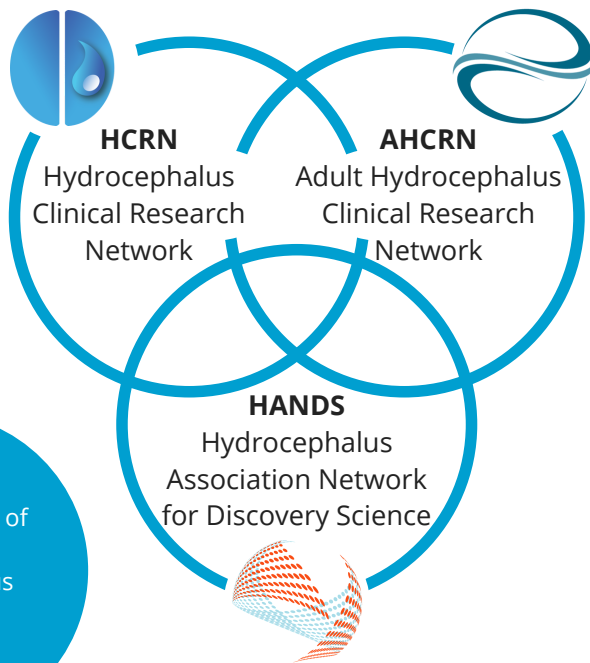 HCRN
Hydrocephalus
Clinical Research
Network
AHCRN
Adult Hydrocephalus
Clinical Research
Network
HANDS
Hydrocephalus
Association Network
for Discovery Science
of